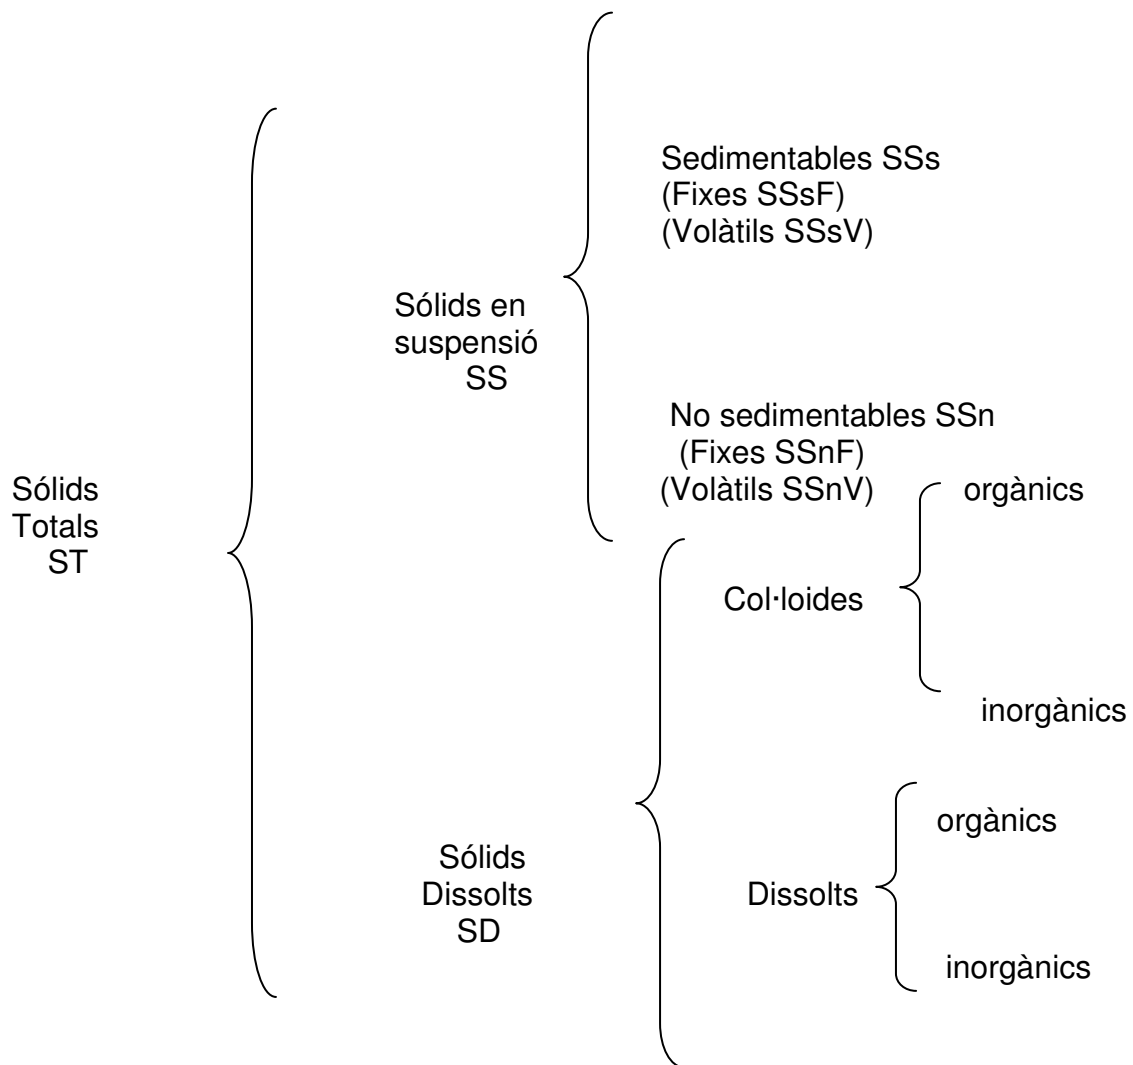 Sólids
Totals
ST
Sólids en
suspensió
SS
Sedimentables SSs
(Fixes SSsF)
(Volàtils SSsV)
No sedimentables SSn
(Fixes SSnF)
(Volàtils SSnV)
Sólids
Dissolts
SD
Col·loides
orgànics
inorgànics
Dissolts
orgànics
inorgànics